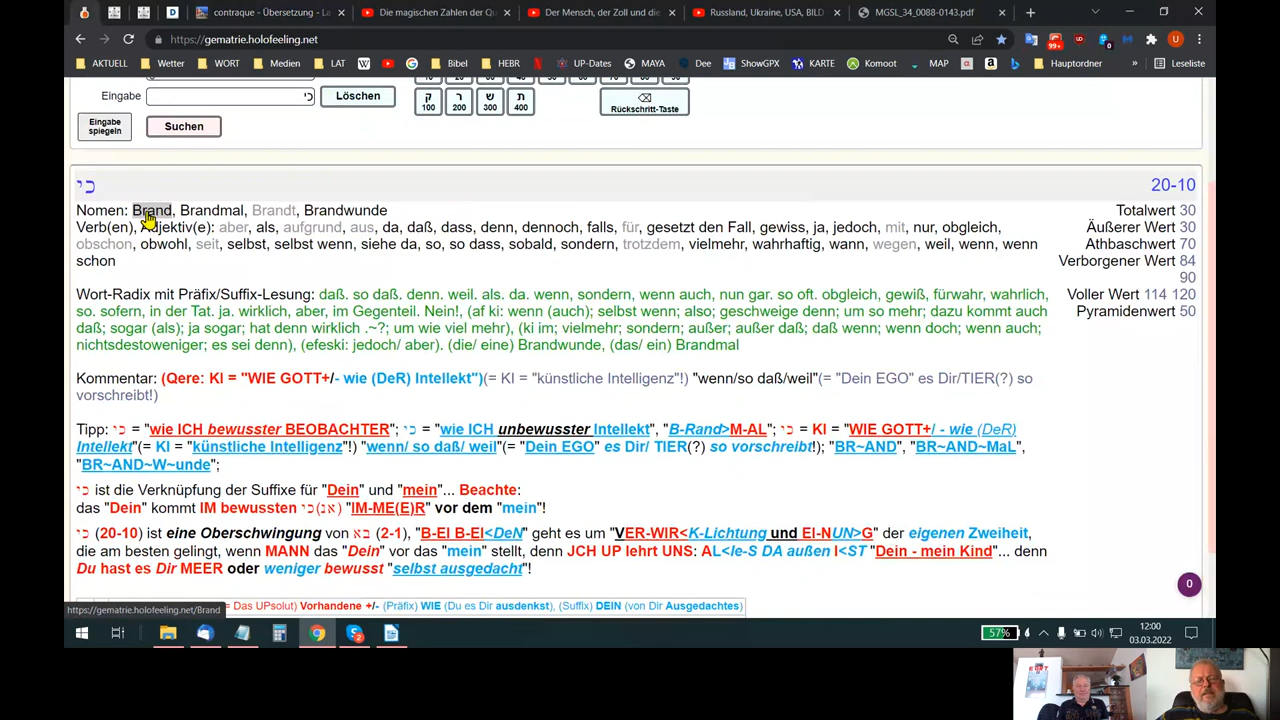 contraque - Übersetzung - La
Die magischen Zahlen der Qu
Der Mensch, der Zoll und die
Russland, Ukraine, USA, BILD
MGSL_34_0088-0143.pdf
https://gematrie.holofeeling.net
99+
U
AKTUELL Wetter WORT Medien LAT Bibel HEBR UP-Dates MAYA Dee ShowGPX KARTE Komoot MAP Hauptordner » Leseliste
Eingabe כי Löschen
ק 100 ר 200 ש 300 ת 400 Rückschritt-Taste
Eingabe spiegeln Suchen
כי 20-10
Nomen: Brand, Brandmal, Brandt, Brandwunde
Totalwert 30
Verb(en), Adjektiv(e): aber, als, aufgrund, aus, da, daß, dass, denn, dennoch, falls, für, gesetzt den Fall, gewiss, ja, jedoch, mit, nur, obgleich,
Äußerer Wert 30
obschon, obwohl, seit, selbst, selbst wenn, siehe da, so, so dass, sobald, sondern, trotzdem, vielmehr, wahrhaftig, wann, wegen, weil, wenn, wenn
Athbaschwert 70
schon
Verborgener Wert 84
90
Wort-Radix mit Präfix/Suffix-Lesung: daß. so daß. denn. weil. als. da. wenn, sondern, wenn auch, nun gar. so oft. obgleich, gewiß, fürwahr, wahrlich,
Voller Wert 114 120
so. sofern, in der Tat. ja. wirklich, aber, im Gegenteil. Nein!, (af ki: wenn (auch); selbst wenn; also; geschweige denn; um so mehr; dazu kommt auch
Pyramidenwert 50
daß; sogar (als); ja sogar; hat denn wirklich .~?; um wie viel mehr), (ki im; vielmehr; sondern; außer; außer daß; daß wenn; wenn doch; wenn auch;
nichtsdestoweniger; es sei denn), (efeski: jedoch/ aber). (die/ eine) Brandwunde, (das/ ein) Brandmal
Kommentar: (Qere: KI = "WIE GOTT+/- wie (DeR) Intellekt")(= KI = "künstliche Intelligenz"!) "wenn/so daß/weil"(= "Dein EGO" es Dir/TIER(?) so
vorschreibt!)
Tipp: כי = "wie ICH bewusster BEOBACHTER"; כי = "wie ICH unbewusster Intellekt", "B-Rand>M-AL"; כי = KI = "WIE GOTT+/ - wie (DeR)
Intellekt"(= KI = "künstliche Intelligenz"!) "wenn/ so daß/ weil"(= "Dein EGO" es Dir/ TIER(?) so vorschreibt!); "BR~AND", "BR~AND~MaL",
"BR~AND~W~unde";
כי ist die Verknüpfung der Suffixe für "Dein" und "mein"... Beachte:
das "Dein" kommt IM bewussten אנ(כי) "IM-ME(E)R" vor dem "mein"!
כי (20-10) ist eine Oberschwingung von בא (2-1), "B-EI B-EI<DeN" geht es um "VER-WIR<K-Lichtung und EI-N<UN>G" der eigenen Zweiheit,
die am besten gelingt, wenn MANN das "Dein" vor das "mein" stellt, denn JCH UP lehrt UNS: AL<le-S DA außen I<ST "Dein - mein Kind"... denn
Du hast es Dir MEER oder weniger bewusst "selbst ausgedacht"!
https://gematrie.holofeeling.net/Brand
= Das UPsolut) Vorhandene +/- (Präfix) WIE (Du es Dir ausdenkst), (Suffix) DEIN (von Dir Ausgedachtes)
0
57%
12:00
03.03.2022